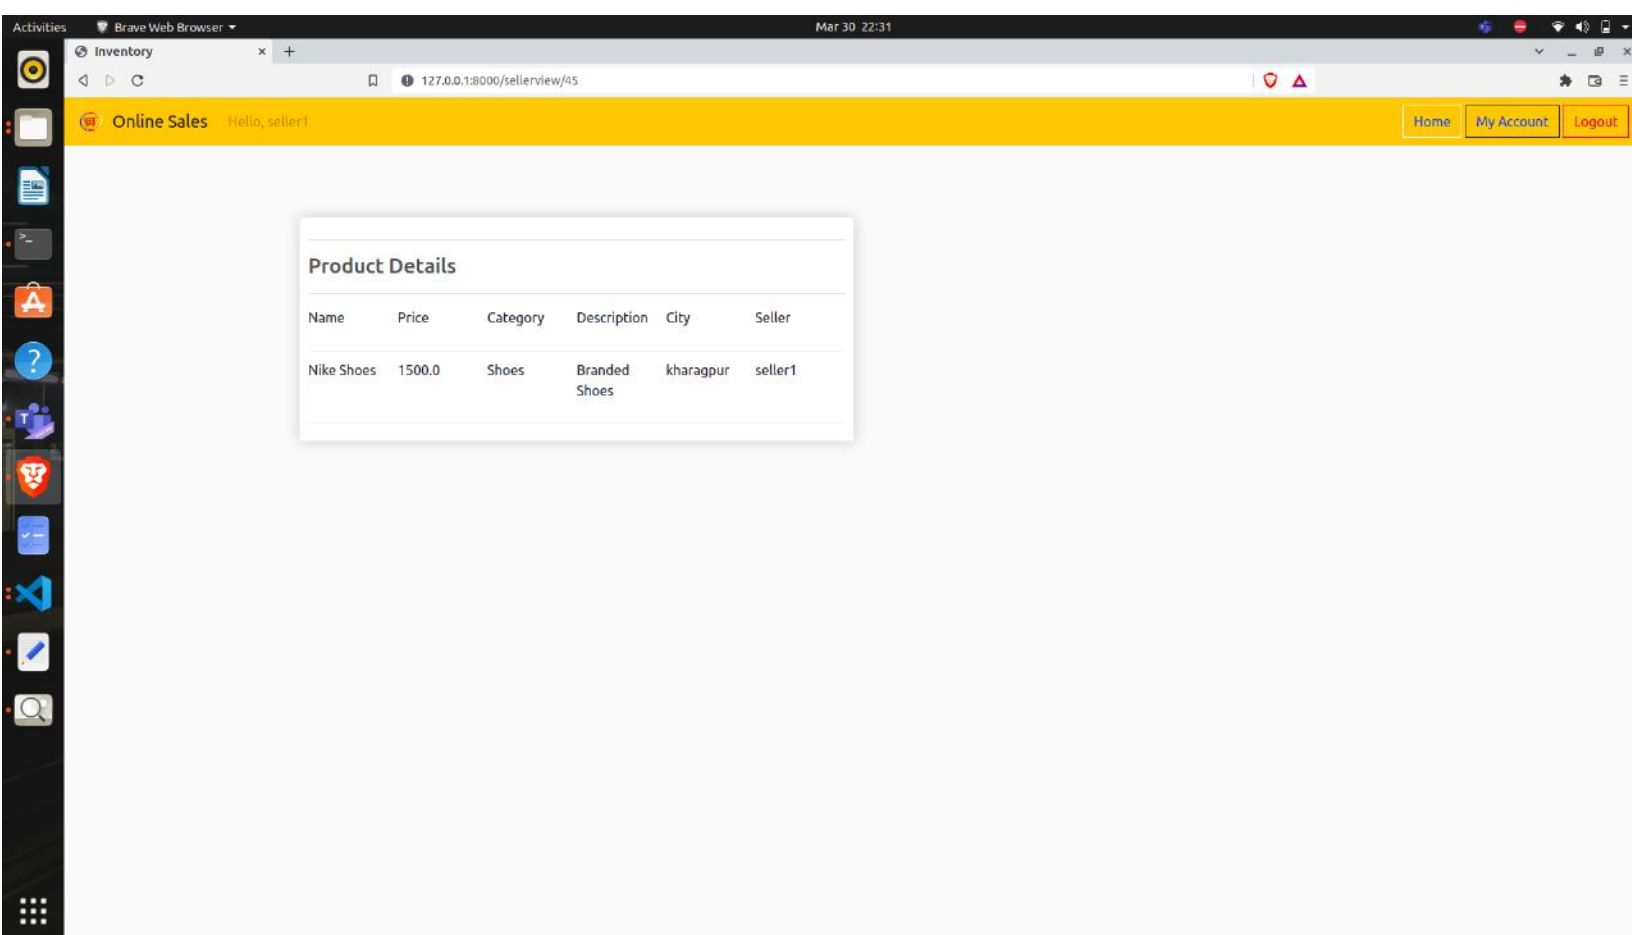 Activities Brave Web Browser Mar 30 22:31
Inventory
127.0.0.1:8000/sellerview/45
Online Sales Hello, seller1 Home My Account Logout
Product Details
Name Price Category Description City Seller
Nike Shoes 1500.0 Shoes Branded kharagpur seller1
Shoes